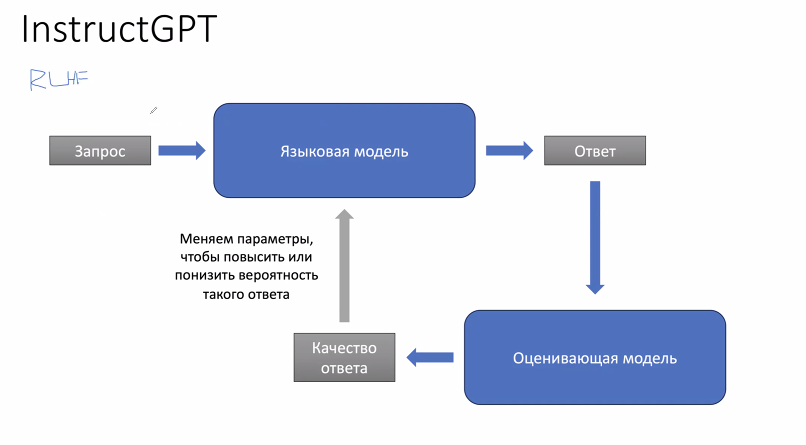 InstructGPT
RLHF
Запрос
Языковая модель
Ответ
Меняем параметры,
чтобы повысить или
понизить вероятность
такого ответа
Качество
ответа
Оценивающая модель